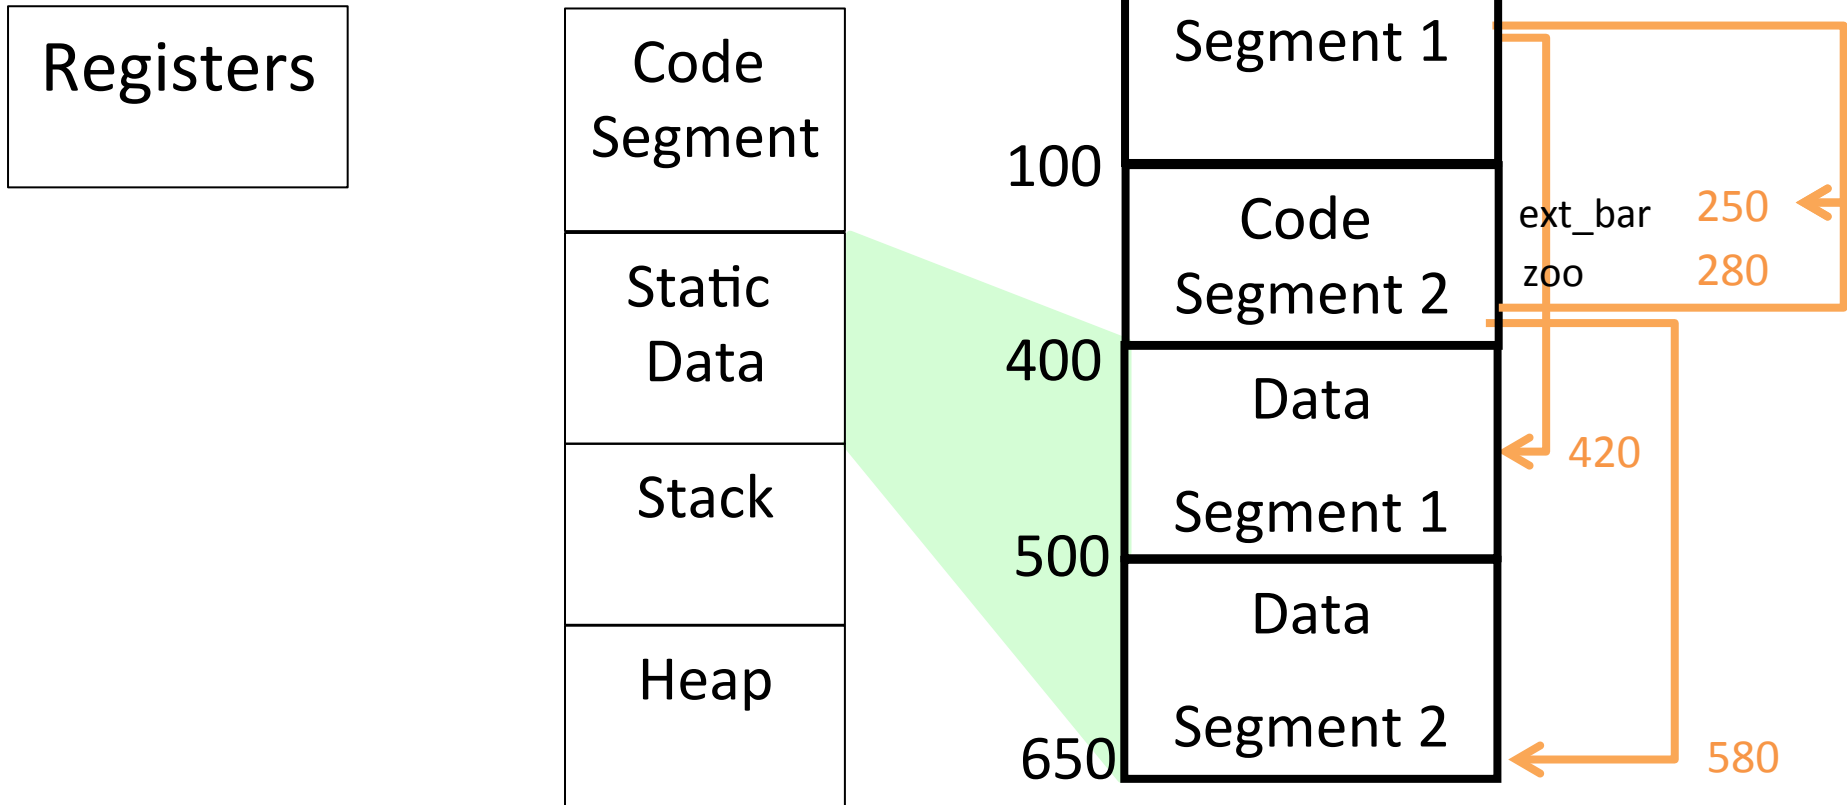 Registers
Code
Segment
Static
Data
Stack
Heap
Segment 1
100
Code
Segment 2
ext_bar 250
zoo 280
400
Data
Segment 1
420
500
Data
Segment 2
650
580